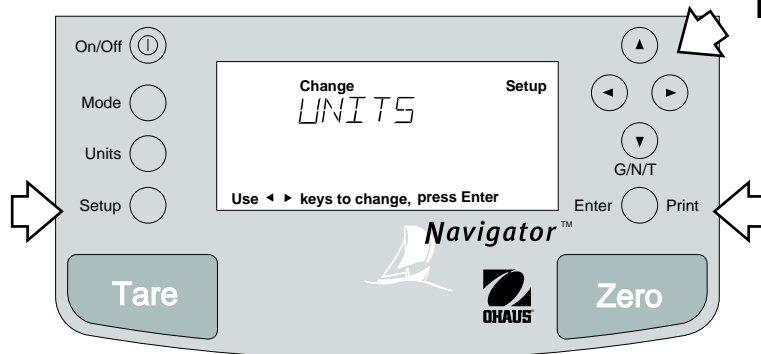 On/Off
Mode
Units
Setup
Change Setup
UNITS
Use ◄ ► keys to change, press Enter
G/N/T
Enter Print
Navigator™
Tare
OHAUS
Zero